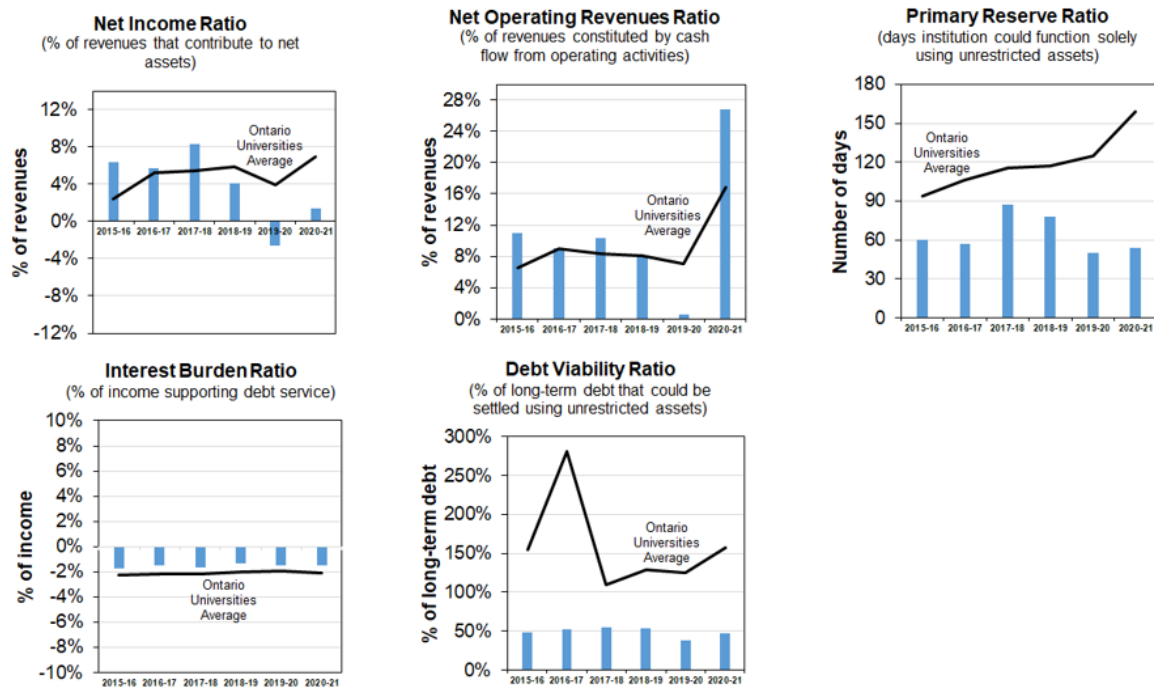 Net Income Ratio
(% of revenues that contribute to net
assets)
% of revenues
12%
8%
4%
0%
-4%
-8%
-12%
Ontario
Universities
Average
2015-16 2016-17 2017-18 2018-19 2019-20 2020-21
Net Operating Revenues Ratio
(% of revenues constituted by cash
flow from operating activities)
% of revenues
28%
24%
20%
16%
12%
8%
4%
0%
Ontario
Universities
Average
2015-16 2016-17 2017-18 2018-19 2019-20 2020-21
Primary Reserve Ratio
(days institution could function solely
using unrestricted assets)
Number of days
180
150
120
90
60
30
0
Ontario
Universities
Average
2015-16 2016-17 2017-18 2018-19 2019-20 2020-21
Interest Burden Ratio
(% of income supporting debt service)
% of income
10%
8%
6%
4%
2%
0%
-2%
-4%
-6%
-8%
-10%
Ontario
Universities
Average
2015-16 2016-17 2017-18 2018-19 2019-20 2020-21
Debt Viability Ratio
(% of long-term debt that could be
settled using unrestricted assets)
% of long-term debt
300%
250%
200%
150%
100%
50%
0%
Ontario
Universities
Average
2015-16 2016-17 2017-18 2018-19 2019-20 2020-21